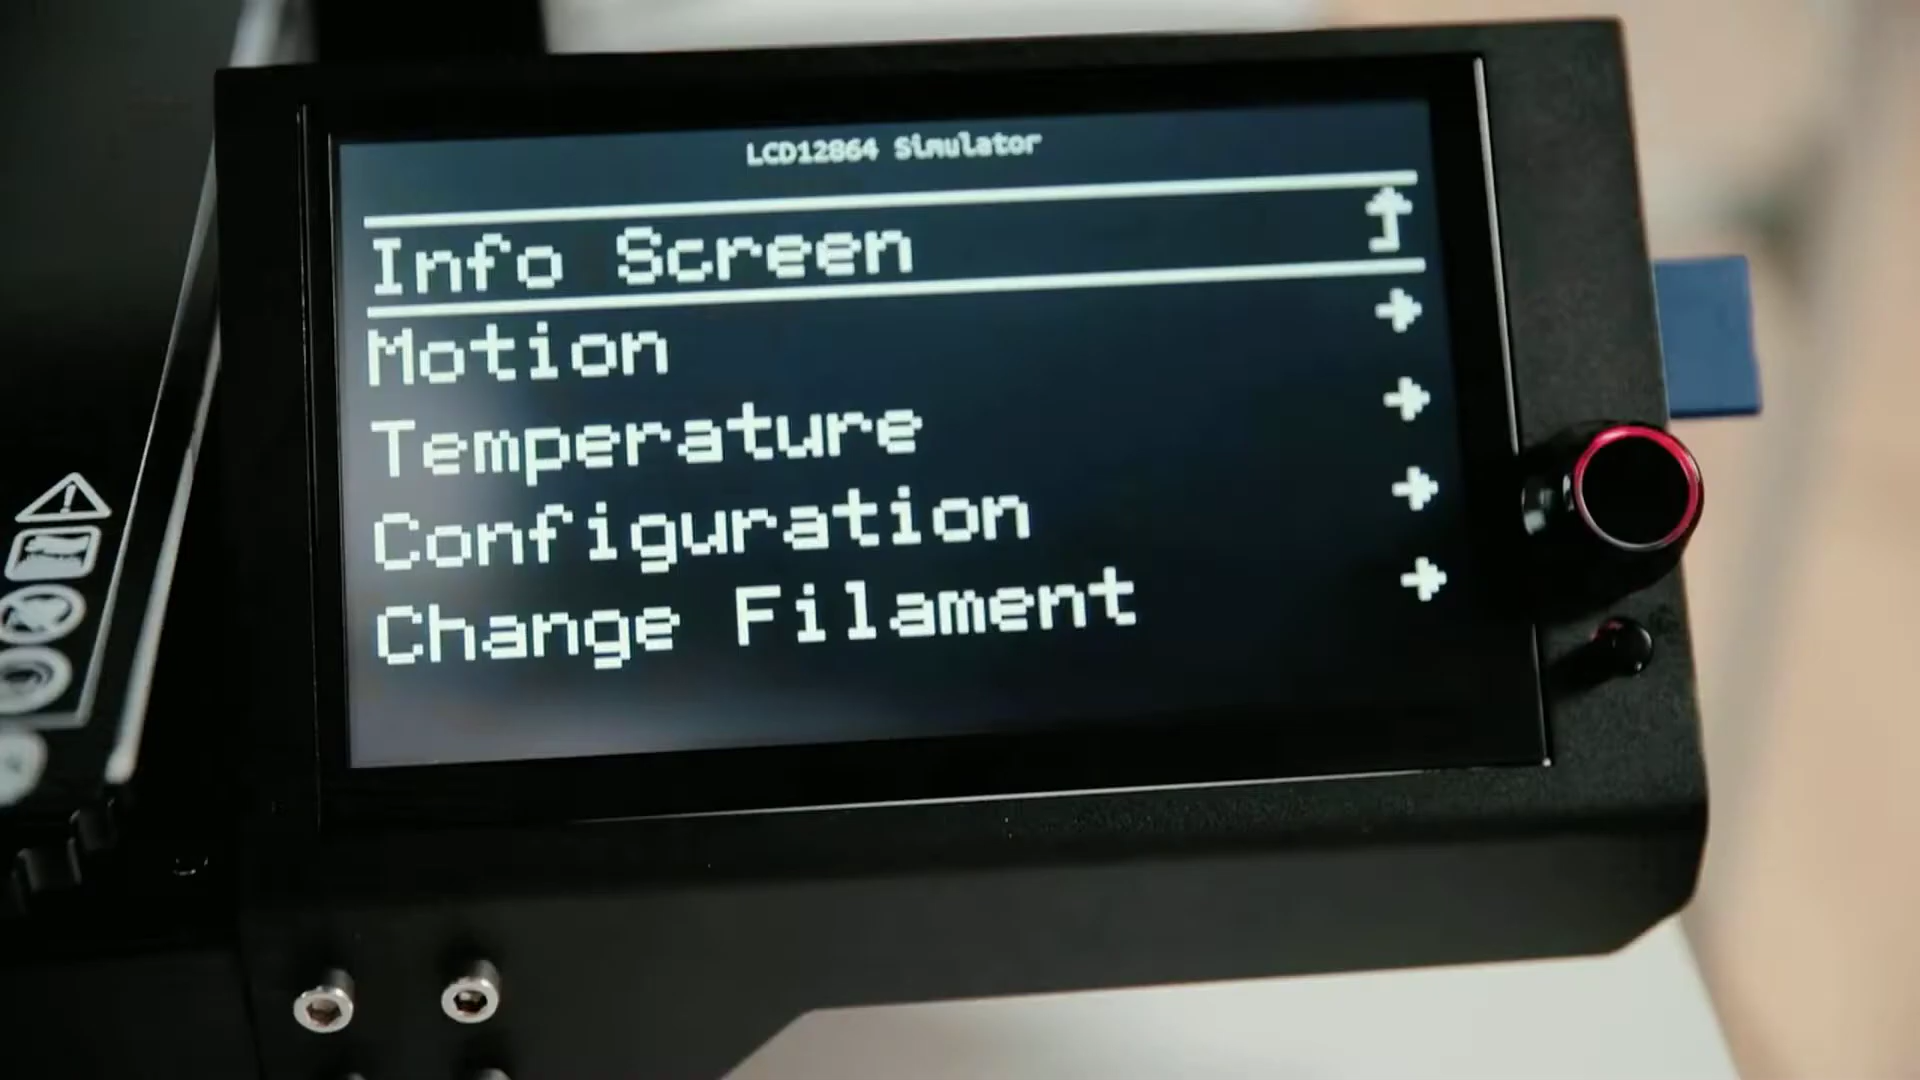 LCD12864 Simulator
Info Screen
Motion
Temperature
Configuration
Change Filament